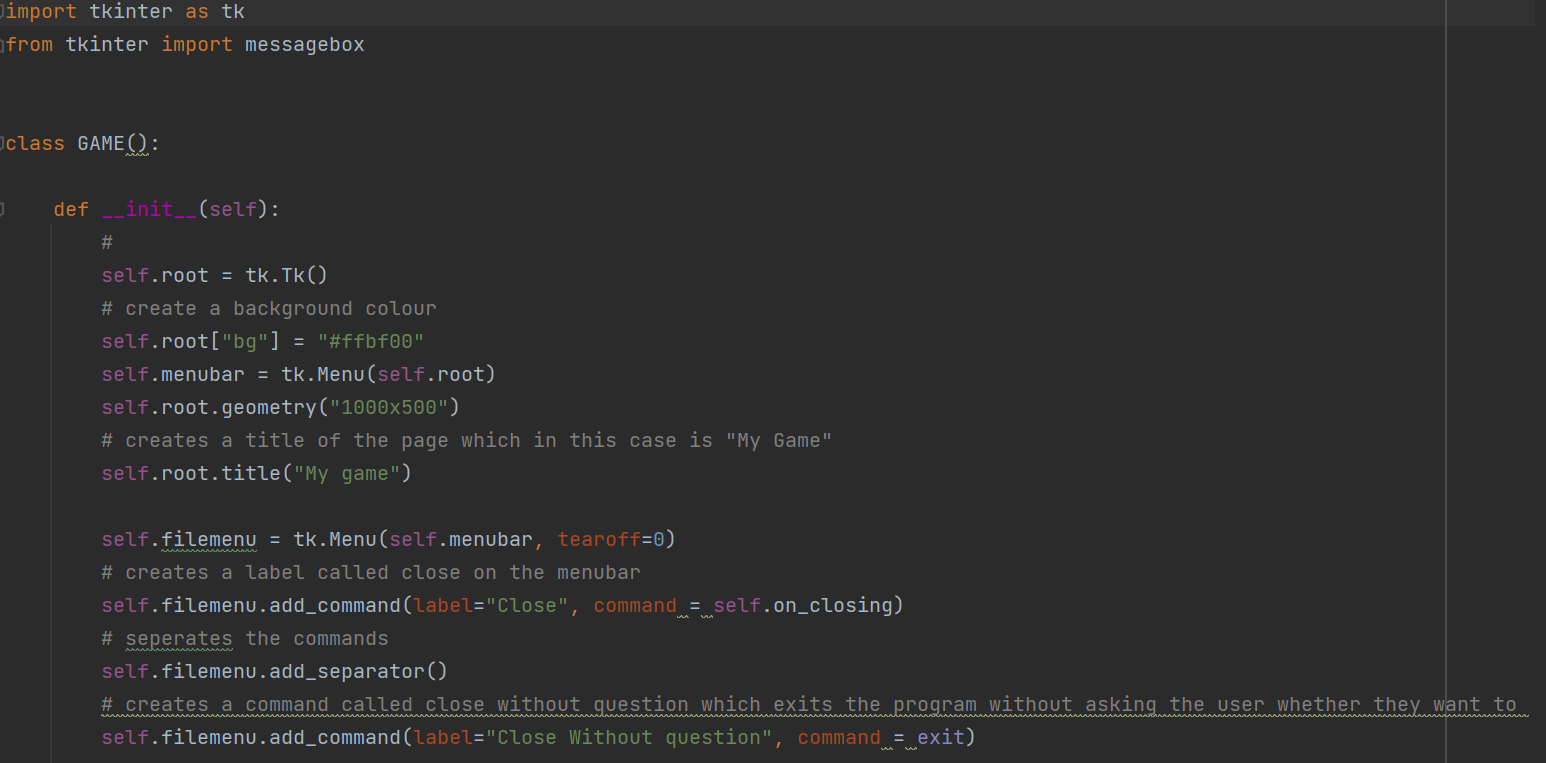 import tkinter as tk
from tkinter import messagebox
class GAME():
def __init__(self):
#
self.root = tk.Tk()
# create a background colour
self.root["bg"] = "#ffbf00"
self.menubar = tk.Menu(self.root)
self.root.geometry("1000x500")
# creates a title of the page which in this case is "My Game"
self.root.title("My game")
self.filemenu = tk.Menu(self.menubar, tearoff=0)
# creates a label called close on the menubar
self.filemenu.add_command(label="Close", command = self.on_closing)
# seperates the commands
self.filemenu.add_separator()
# creates a command called close without question which exits the program without asking the user whether they want to
self.filemenu.add_command(label="Close Without question", command = exit)